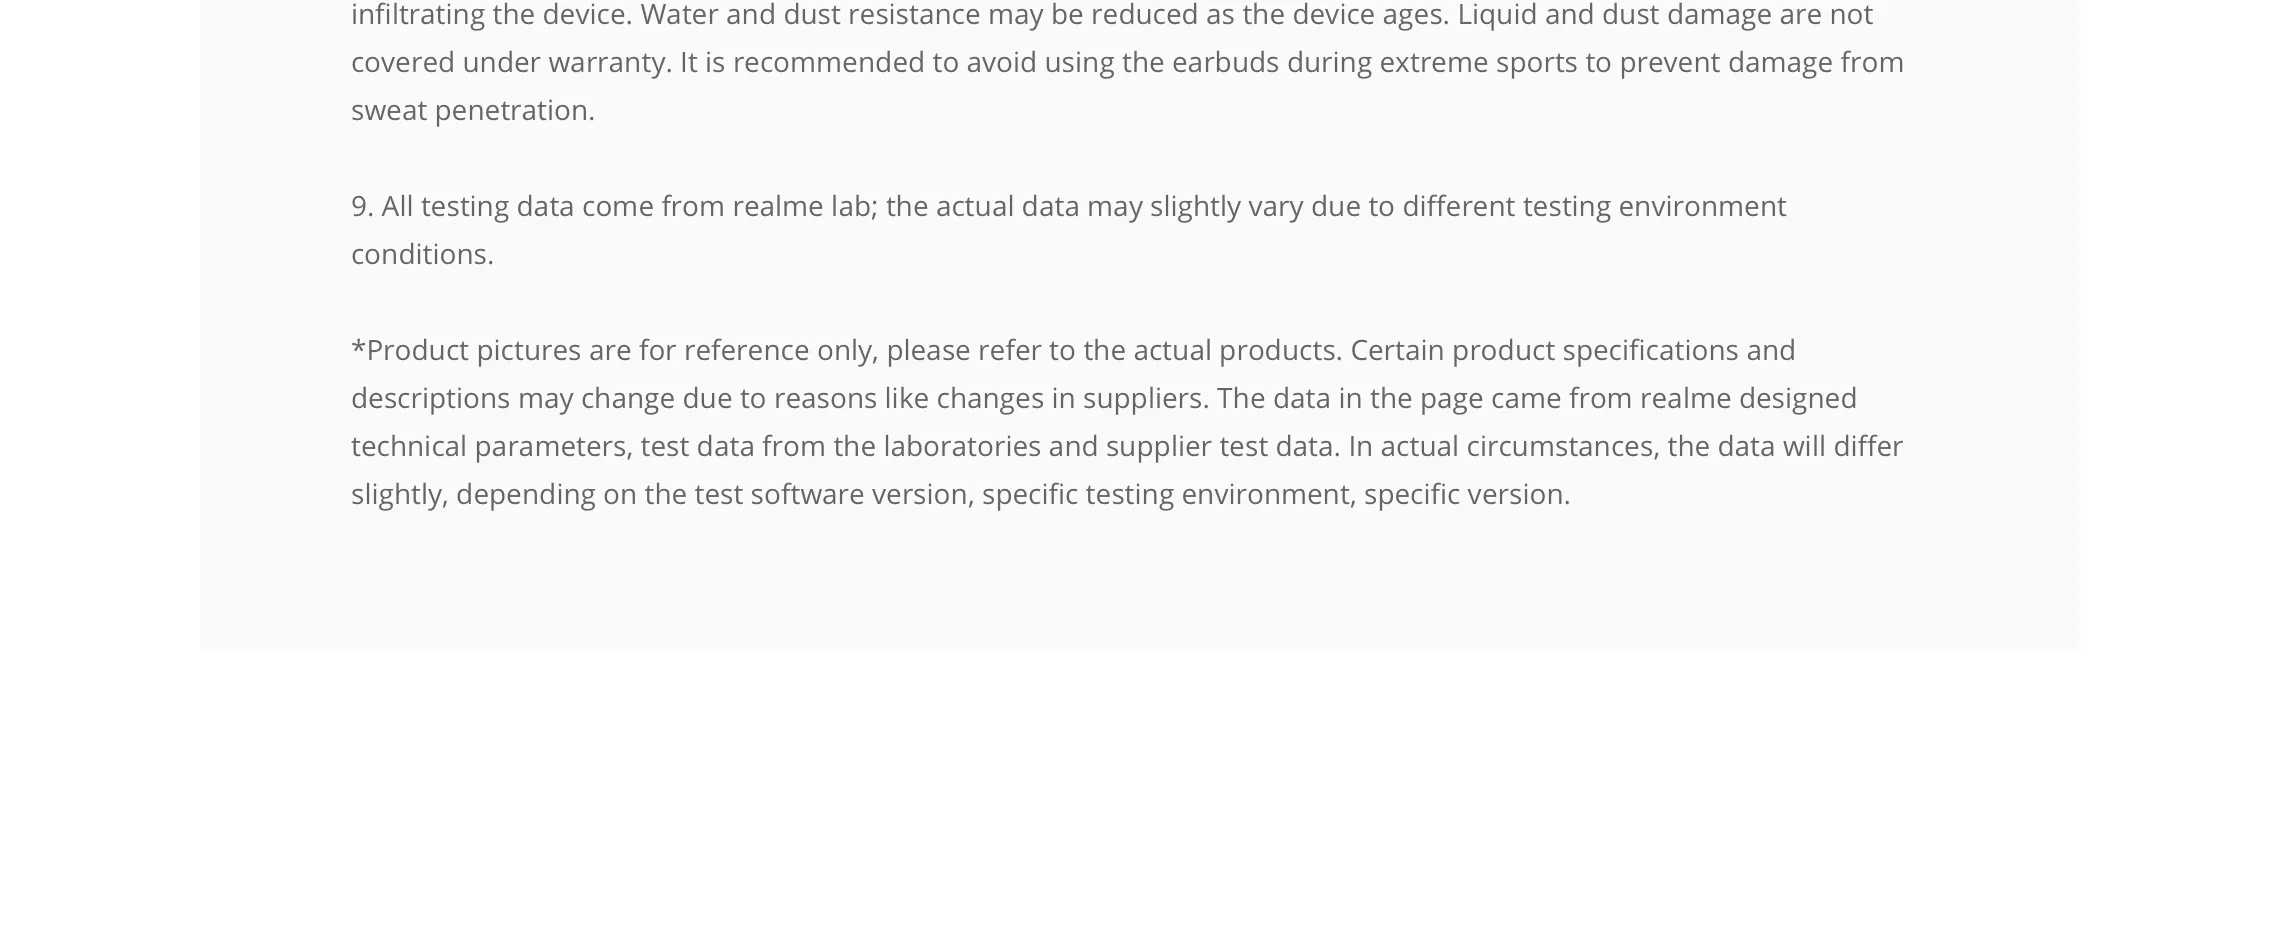 infiltrating the device. Water and dust resistance may be reduced as the device ages. Liquid and dust damage are not
covered under warranty. It is recommended to avoid using the earbuds during extreme sports to prevent damage from
sweat penetration.
9. All testing data come from realme lab; the actual data may slightly vary due to different testing environment
conditions.
*Product pictures are for reference only, please refer to the actual products. Certain product specifications and
descriptions may change due to reasons like changes in suppliers. The data in the page came from realme designed
technical parameters, test data from the laboratories and supplier test data. In actual circumstances, the data will differ
slightly, depending on the test software version, specific testing environment, specific version.